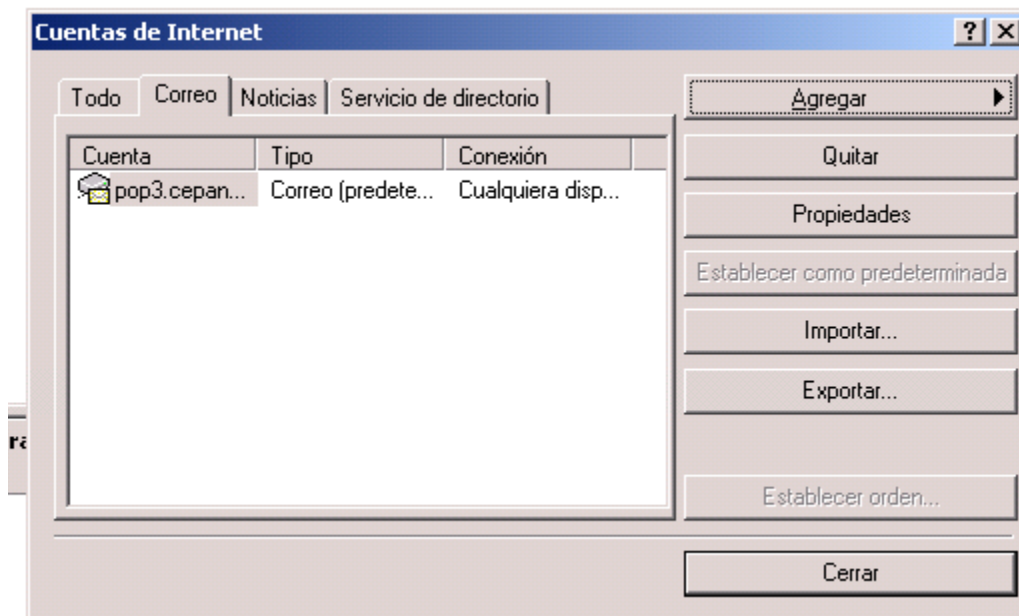 Cuentas de Internet
Todo Correo Noticias Servicio de directorio
Agregar
Cuenta Tipo Conexión
pop3.cepan... Correo (predete... Cualquiera disp...
Quitar
Propiedades
Establecer como predeterminada
Importar...
Exportar...
Establecer orden...
Cerrar